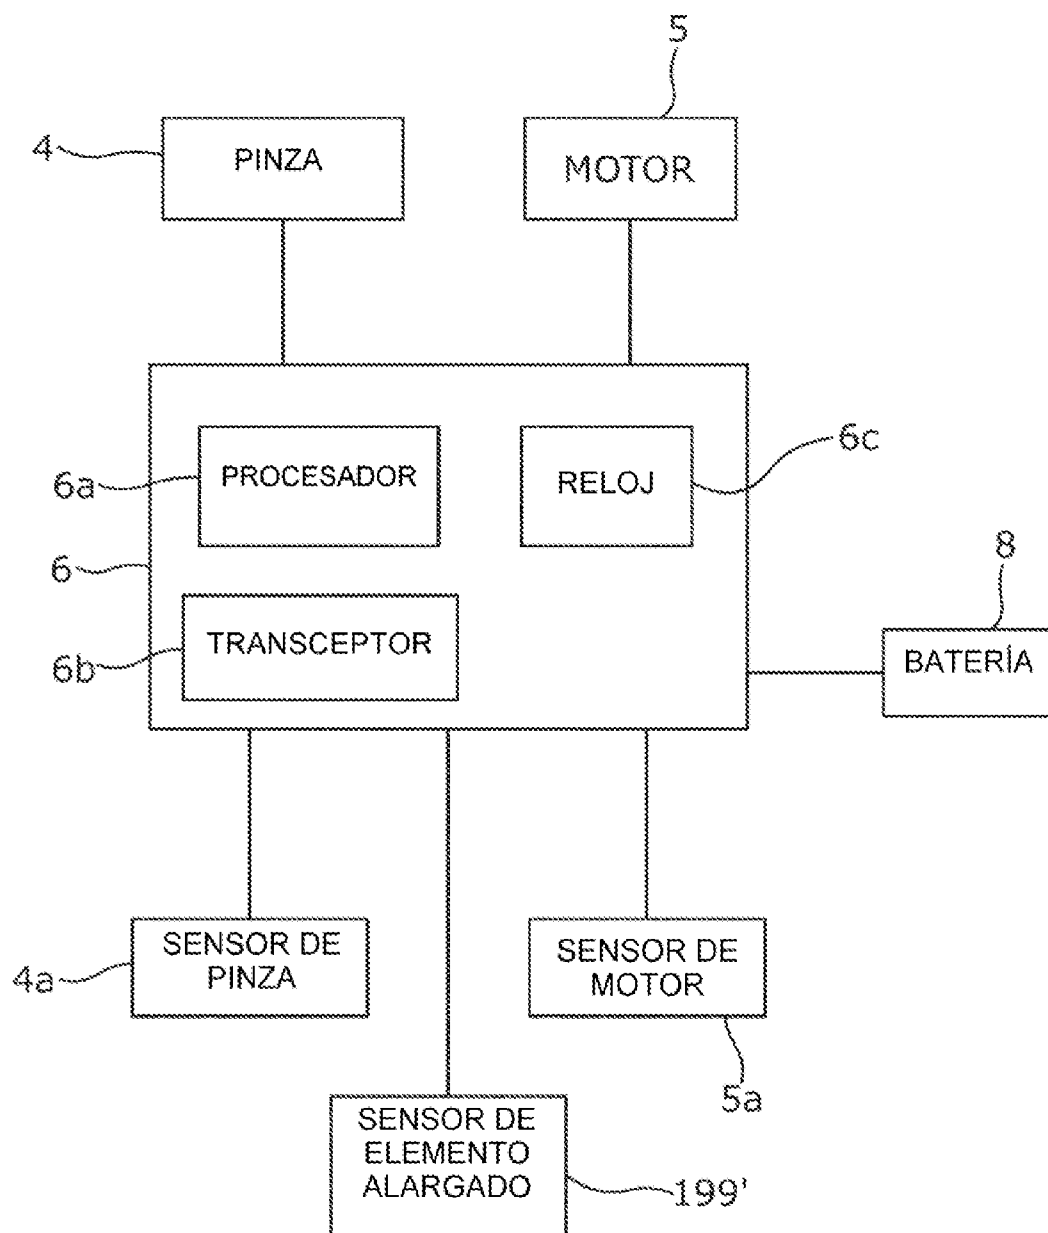 5
4
PINZA
MOTOR
6c
6a
PROCESADOR
RELOJ
6
8
6b
TRANSCEPTOR
BATERÍA
4a
SENSOR DE
PINZA
SENSOR DE
MOTOR
5a
SENSOR DE
ELEMENTO
ALARGADO
199'